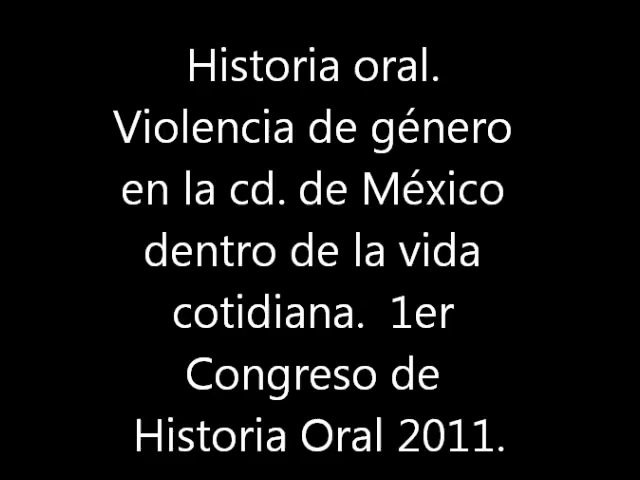 Historia oral.
Violencia de género
en la cd. de México
dentro de la vida
cotidiana.  1er
Congreso de
Historia Oral 2011.